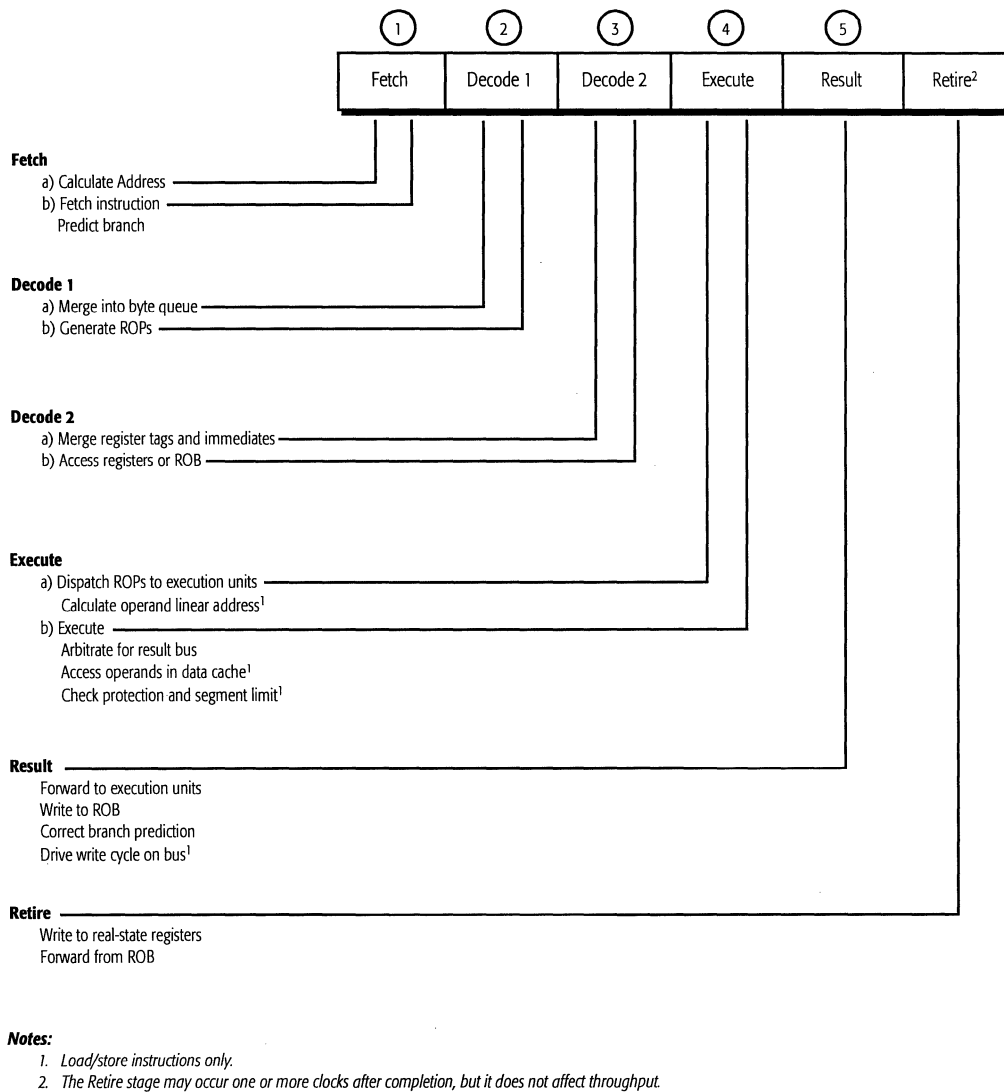 1 2 3 4 5
Fetch Decode 1 Decode 2 Execute Result Retire²
Fetch
a) Calculate Address
b) Fetch instruction
Predict branch
Decode 1
a) Merge into byte queue
b) Generate ROPs
Decode 2
a) Merge register tags and immediates
b) Access registers or ROB
Execute
a) Dispatch ROPs to execution units
Calculate operand linear address¹
b) Execute
Arbitrate for result bus
Access operands in data cache¹
Check protection and segment limit¹
Result
Forward to execution units
Write to ROB
Correct branch prediction
Drive write cycle on bus¹
Retire
Write to real-state registers
Forward from ROB
Notes:
1. Load/store instructions only.
2. The Retire stage may occur one or more clocks after completion, but it does not affect throughput.